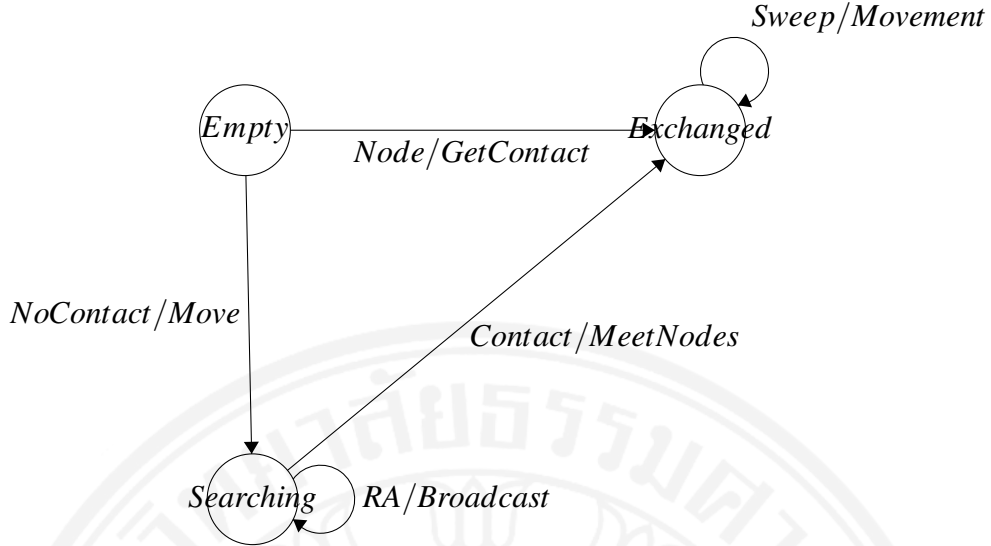 Sweep/Movement
Empty
Exchanged
Node/GetContact
NoContact/Move
Contact/MeetNodes
Searching
RA/Broadcast